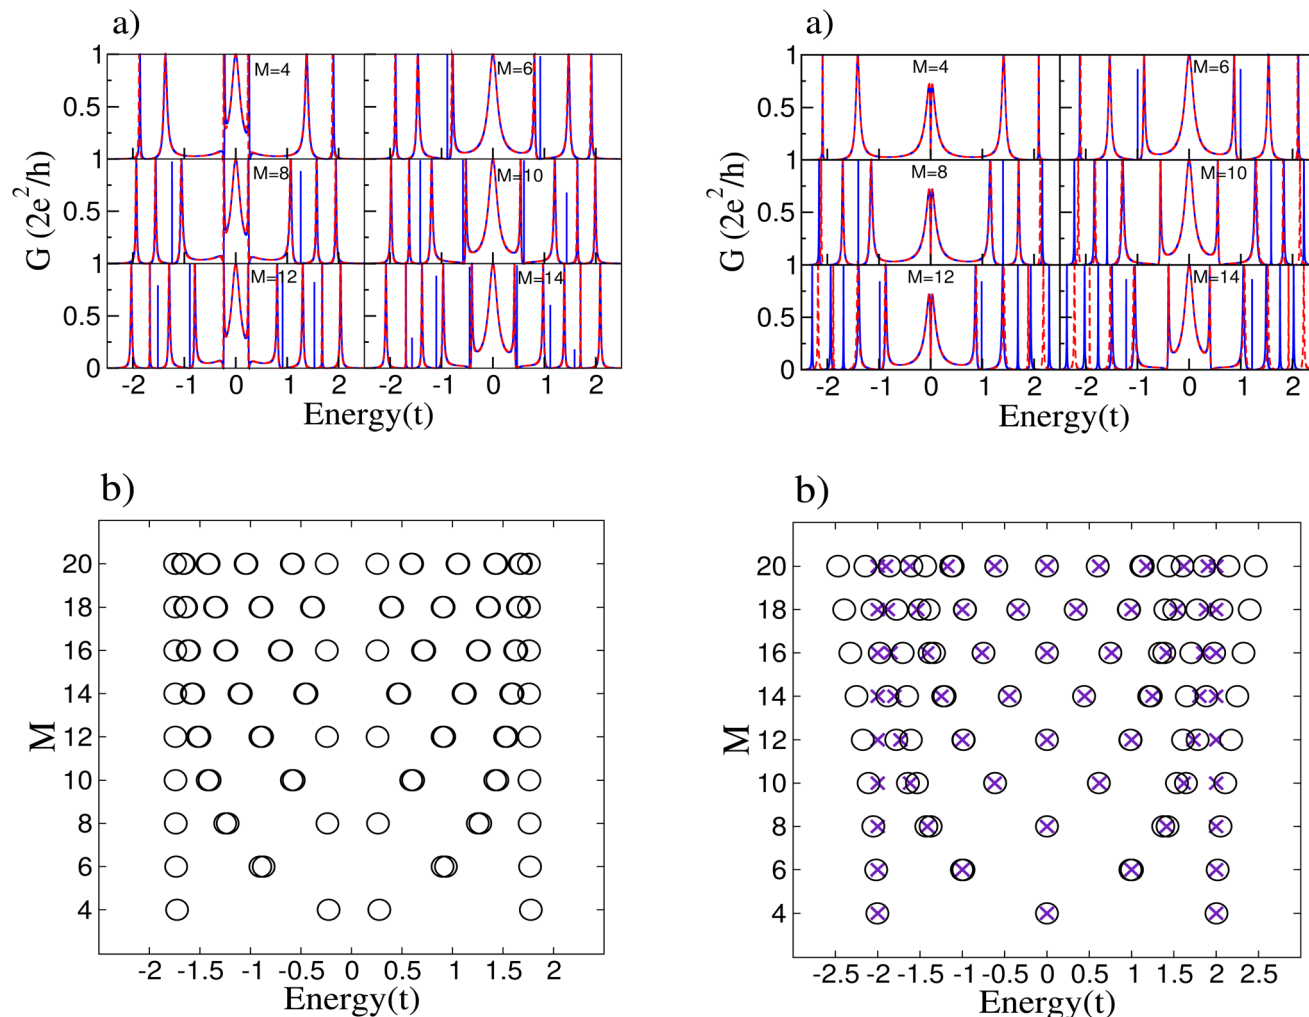 a)
G (2e²/h)
1
0.5
1
0.5
1
0.5
0
M=4
M=6
M=8
M=10
M=12
M=14
-2 -1 0 1 2 -2 -1 0 1 2
Energy(t)
a)
G (2e²/h)
1
0.5
1
0.5
1
0.5
0
M=4
M=6
M=8
M=10
M=12
M=14
-2 -1 0 1 2 -2 -1 0 1 2
Energy(t)
b)
M
20
18
16
14
12
10
8
6
4
-2 -1.5 -1 -0.5 0 0.5 1 1.5 2
Energy(t)
b)
M
20
18
16
14
12
10
8
6
4
-2.5 -2 -1.5 -1 -0.5 0 0.5 1 1.5 2 2.5
Energy(t)